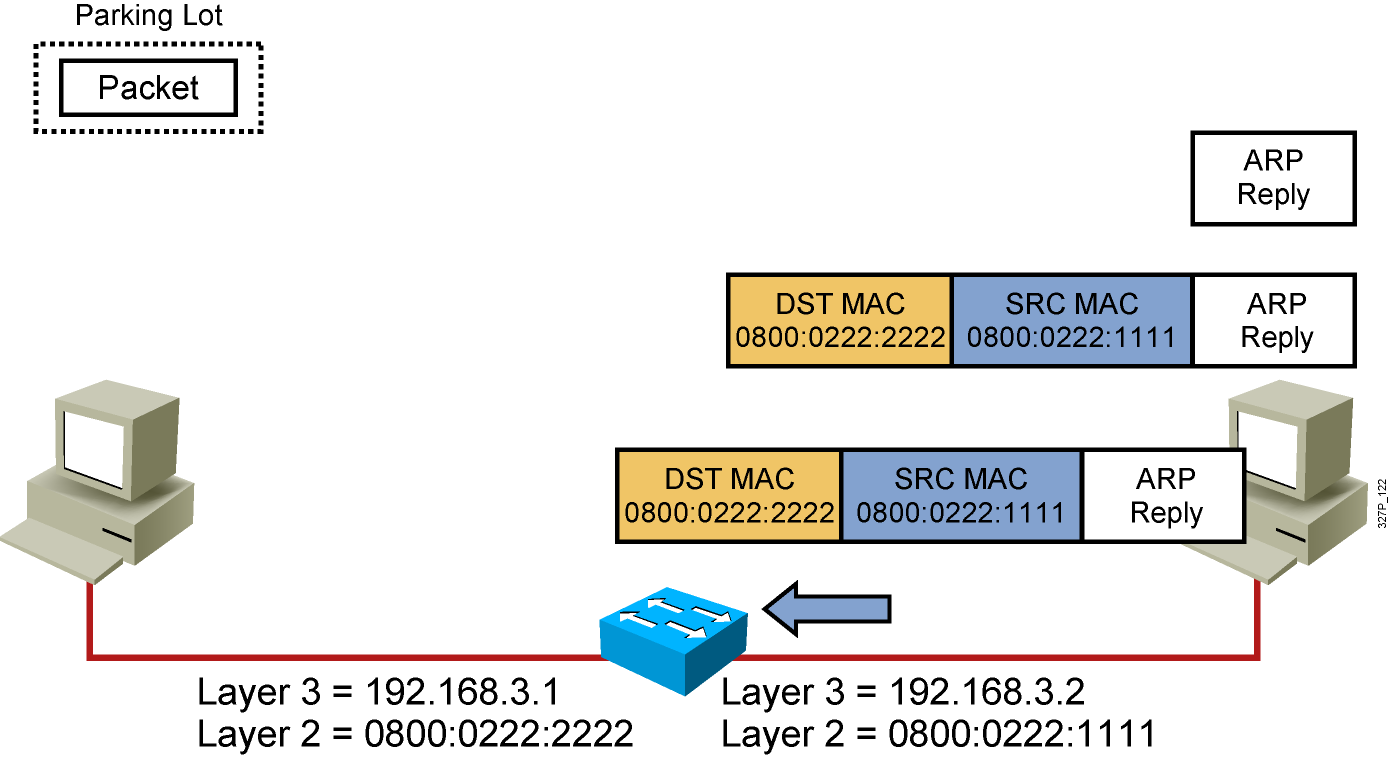 Parking Lot
Packet
ARP
Reply
DST MAC
0800:0222:2222
SRC MAC
0800:0222:1111
ARP
Reply
DST MAC
0800:0222:2222
SRC MAC
0800:0222:1111
ARP
Reply
327P_122
Layer 3 = 192.168.3.1
Layer 2 = 0800:0222:2222
Layer 3 = 192.168.3.2
Layer 2 = 0800:0222:1111